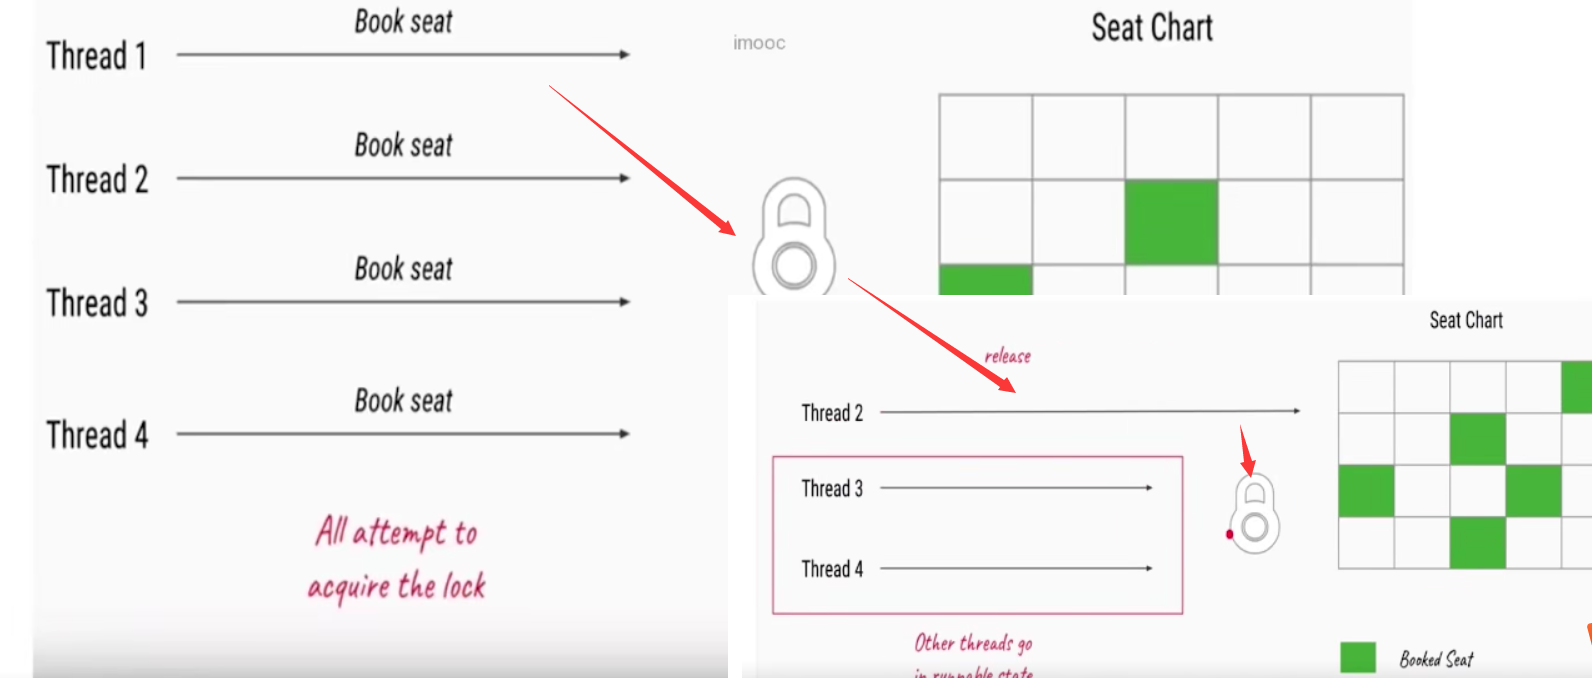 Book seat
Thread 1
imooc
Seat Chart
Book seat
Thread 2
Book seat
Thread 3
Book seat
Thread 4
All attempt to
acquire the lock
Seat Chart
release
Thread 2
Thread 3
Thread 4
Other threads go
in runnable state
Booked Seat